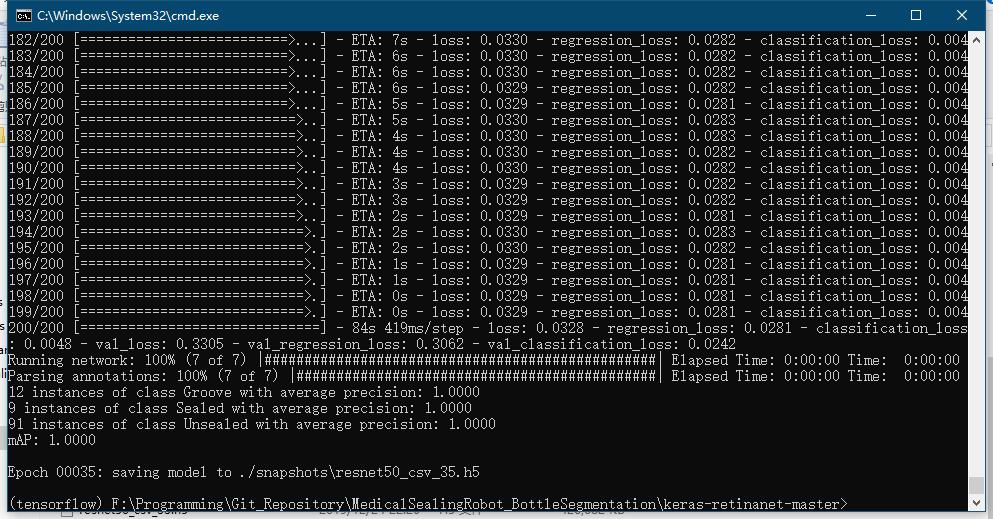 C:\Windows\System32\cmd.exe
182/200 [==========================>...] - ETA: 7s - loss: 0.0330 - regression_loss: 0.0282 - classification_loss: 0.004
183/200 [==========================>...] - ETA: 6s - loss: 0.0330 - regression_loss: 0.0282 - classification_loss: 0.004
184/200 [==========================>...] - ETA: 6s - loss: 0.0330 - regression_loss: 0.0282 - classification_loss: 0.004
185/200 [==========================>...] - ETA: 6s - loss: 0.0329 - regression_loss: 0.0282 - classification_loss: 0.004
186/200 [==========================>...] - ETA: 5s - loss: 0.0329 - regression_loss: 0.0281 - classification_loss: 0.004
187/200 [===========================>..] - ETA: 5s - loss: 0.0330 - regression_loss: 0.0283 - classification_loss: 0.004
188/200 [===========================>..] - ETA: 4s - loss: 0.0330 - regression_loss: 0.0283 - classification_loss: 0.004
189/200 [===========================>..] - ETA: 4s - loss: 0.0330 - regression_loss: 0.0282 - classification_loss: 0.004
190/200 [===========================>..] - ETA: 4s - loss: 0.0330 - regression_loss: 0.0282 - classification_loss: 0.004
191/200 [===========================>..] - ETA: 3s - loss: 0.0329 - regression_loss: 0.0282 - classification_loss: 0.004
192/200 [===========================>..] - ETA: 3s - loss: 0.0329 - regression_loss: 0.0282 - classification_loss: 0.004
193/200 [===========================>..] - ETA: 2s - loss: 0.0329 - regression_loss: 0.0281 - classification_loss: 0.004
194/200 [============================>.] - ETA: 2s - loss: 0.0330 - regression_loss: 0.0283 - classification_loss: 0.004
195/200 [============================>.] - ETA: 2s - loss: 0.0330 - regression_loss: 0.0282 - classification_loss: 0.004
196/200 [============================>.] - ETA: 1s - loss: 0.0329 - regression_loss: 0.0281 - classification_loss: 0.004
197/200 [============================>.] - ETA: 1s - loss: 0.0329 - regression_loss: 0.0281 - classification_loss: 0.004
198/200 [============================>.] - ETA: 0s - loss: 0.0329 - regression_loss: 0.0281 - classification_loss: 0.004
199/200 [============================>.] - ETA: 0s - loss: 0.0329 - regression_loss: 0.0281 - classification_loss: 0.004
200/200 [==============================] - 84s 419ms/step - loss: 0.0328 - regression_loss: 0.0281 - classification_loss
: 0.0048 - val_loss: 0.3305 - val_regression_loss: 0.3062 - val_classification_loss: 0.0242
Running network: 100% (7 of 7) |##################################################| Elapsed Time: 0:00:00 Time:  0:00:00
Parsing annotations: 100% (7 of 7) |##############################################| Elapsed Time: 0:00:00 Time:  0:00:00
12 instances of class Groove with average precision: 1.0000
9 instances of class Sealed with average precision: 1.0000
91 instances of class Unsealed with average precision: 1.0000
mAP: 1.0000
Epoch 00035: saving model to ./snapshots\resnet50_csv_35.h5
(tensorflow) F:\Programming\Git_Repository\MedicalSealingRobot_BottleSegmentation\keras-retinanet-master>